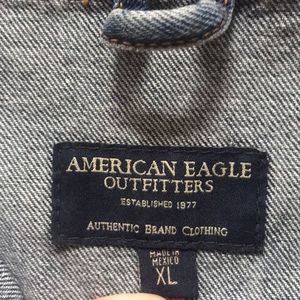 AMERICAN EAGLE
OUTFITTERS
ESTABLISHED 1977
AUTHENTIC BRAND CLOTHING
MADE IN
MEXICO
XL